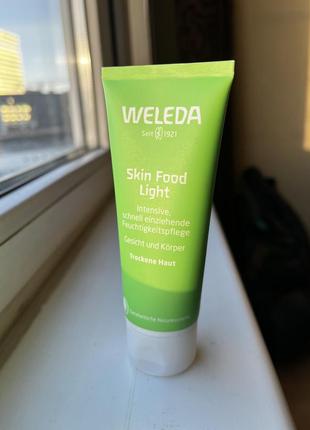 WELEDA
Seit 1921
Skin Food
Light
Intensive,
schnell einziehende
Feuchtigkeitspflege
Gesicht und Körper
Trockene Haut